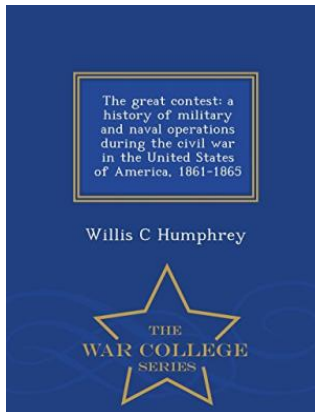 The great contest: a
history of military
and naval operations
during the civil war
in the United States
of America, 1861-1865
Willis C Humphrey
THE
WAR COLLEGE
SERIES